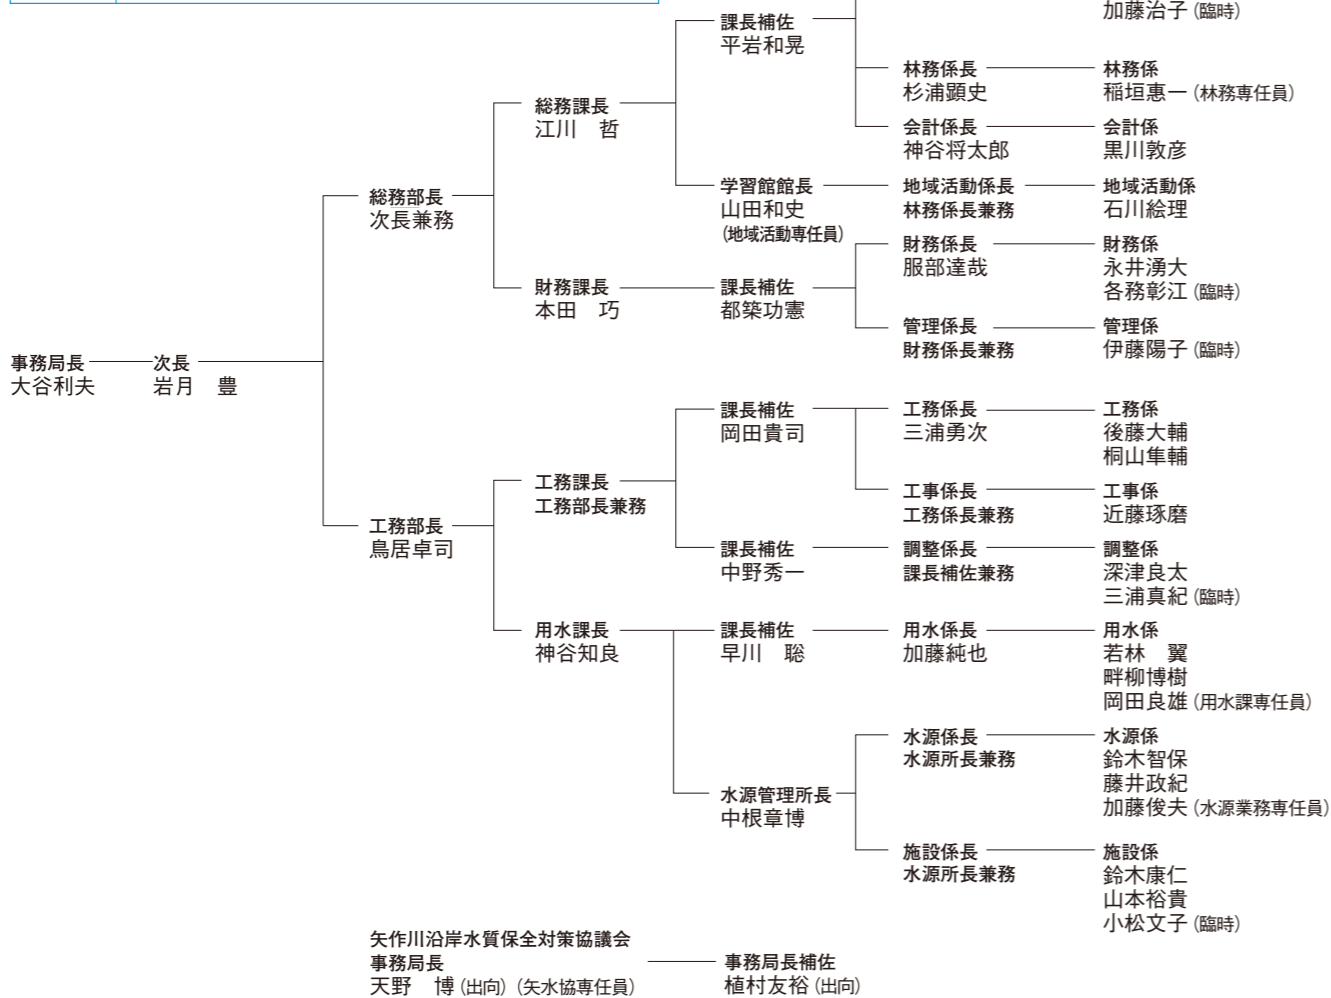 加藤治子（臨時）
課長補佐
平岩和晃
林務係長
杉浦顕史
林務係
稲垣惠一（林務専任員）
総務課長
江川　哲
会計係長
神谷将太郎
会計係
黒川敦彦
学習館館長
山田和史
（地域活動専任員）
地域活動係長
林務係長兼務
地域活動係
石川絵理
総務部長
次長兼務
財務係長
服部達哉
財務係
永井湧大
各務彰江（臨時）
財務課長
本田　巧
課長補佐
都築功憲
管理係長
財務係長兼務
管理係
伊藤陽子（臨時）
事務局長
大谷利夫
次長
岩月　豊
課長補佐
岡田貴司
工務係長
三浦勇次
工務係
後藤大輔
桐山隼輔
工務課長
工務部長兼務
工事係長
工務係長兼務
工事係
近藤琢磨
工務部長
鳥居卓司
課長補佐
中野秀一
調整係長
課長補佐兼務
調整係
深津良太
三浦真紀（臨時）
用水課長
神谷知良
課長補佐
早川　聡
用水係長
加藤純也
用水係
若林　翼
畔柳博樹
岡田良雄（用水課専任員）
水源管理所長
中根章博
水源係長
水源所長兼務
水源係
鈴木智保
藤井政紀
加藤俊夫（水源業務専任員）
施設係長
水源所長兼務
施設係
鈴木康仁
山本裕貴
小松文子（臨時）
矢作川沿岸水質保全対策協議会
事務局長
天野　博（出向）（矢水協専任員）
事務局長補佐
植村友裕（出向）